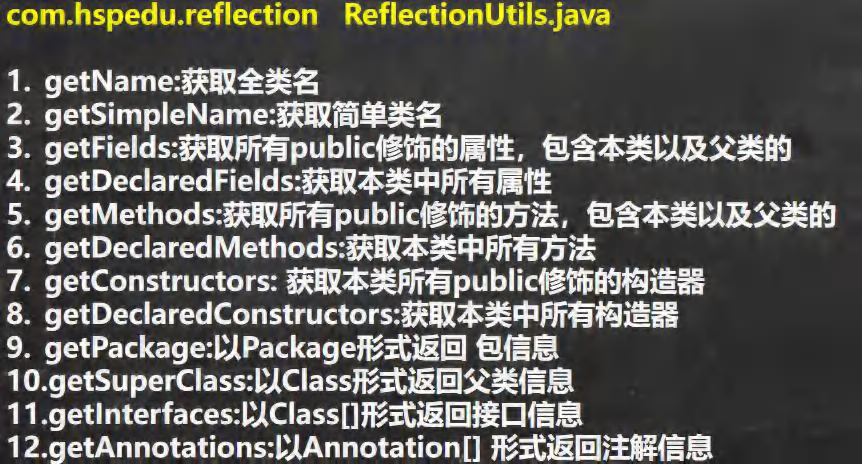 com.hspedu.reflection ReflectionUtils.java
1. getName:获取全类名
2. getSimpleName:获取简单类名
3. getFields:获取所有public修饰的属性，包含本类以及父类的
4. getDeclaredFields:获取本类中所有属性
5. getMethods:获取所有public修饰的方法，包含本类以及父类的
6. getDeclaredMethods:获取本类中所有方法
7. getConstructors: 获取本类所有public修饰的构造器
8. getDeclaredConstructors:获取本类中所有构造器
9. getPackage:以Package形式返回 包信息
10.getSuperClass:以Class形式返回父类信息
11.getInterfaces:以Class[]形式返回接口信息
12.getAnnotations:以Annotation[] 形式返回注解信息